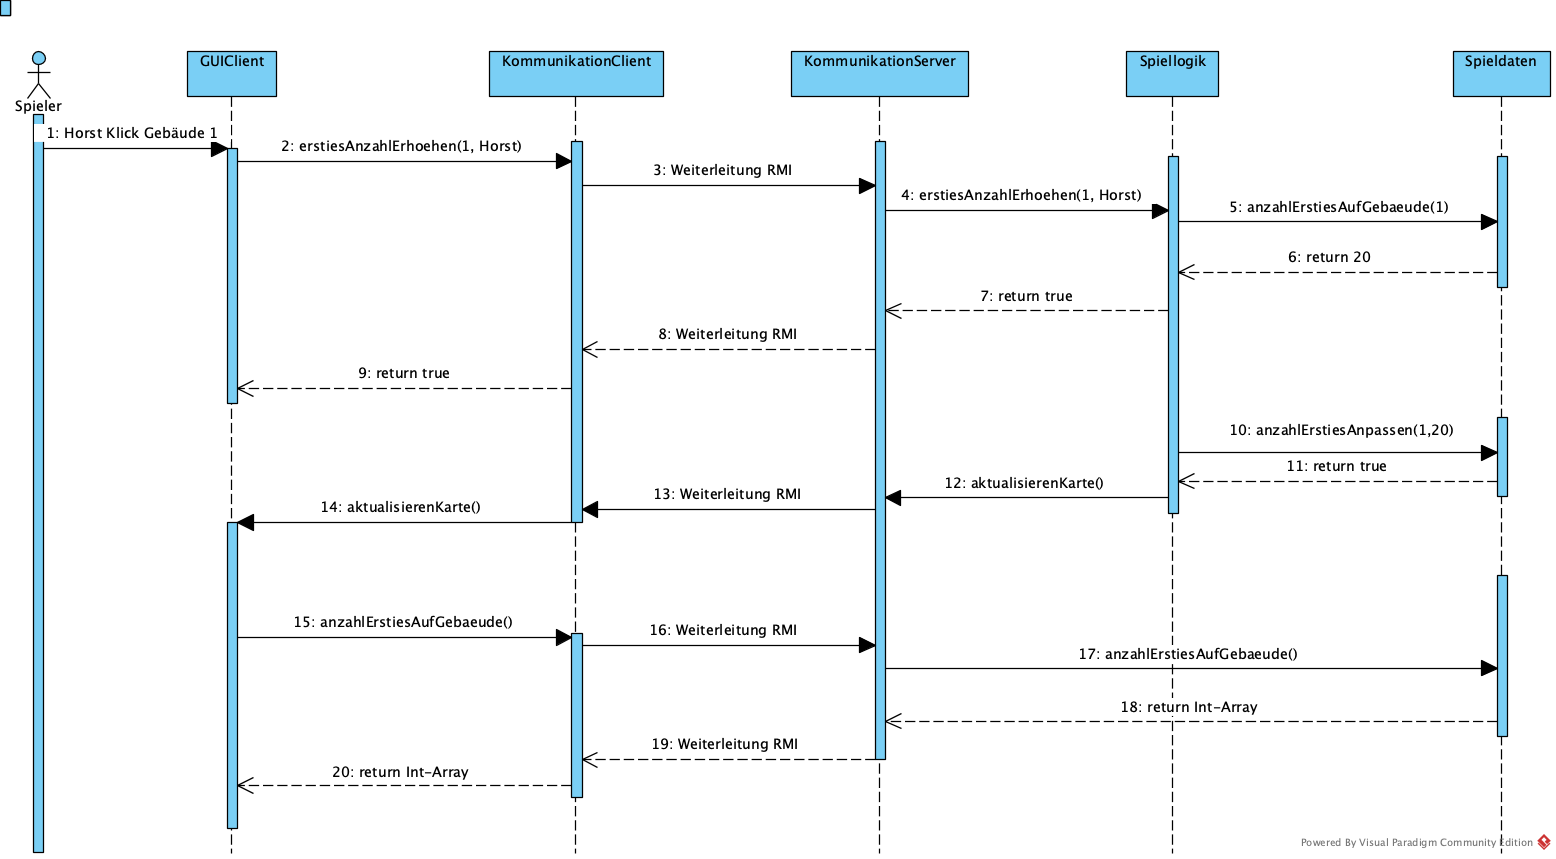 GUIClient
KommunikationClient
KommunikationServer
Spiellogik
Spieldaten
Spieler
1: Horst Klick Gebäude 1
2: erstiesAnzahlErhoehen(1, Horst)
3: Weiterleitung RMI
4: erstiesAnzahlErhoehen(1, Horst)
5: anzahlErstiesAufGebaeude(1)
6: return 20
7: return true
8: Weiterleitung RMI
9: return true
10: anzahlErstiesAnpassen(1,20)
11: return true
12: aktualisierenKarte()
13: Weiterleitung RMI
14: aktualisierenKarte()
15: anzahlErstiesAufGebaeude()
16: Weiterleitung RMI
17: anzahlErstiesAufGebaeude()
18: return Int-Array
19: Weiterleitung RMI
20: return Int-Array
Powered By Visual Paradigm Community Edition